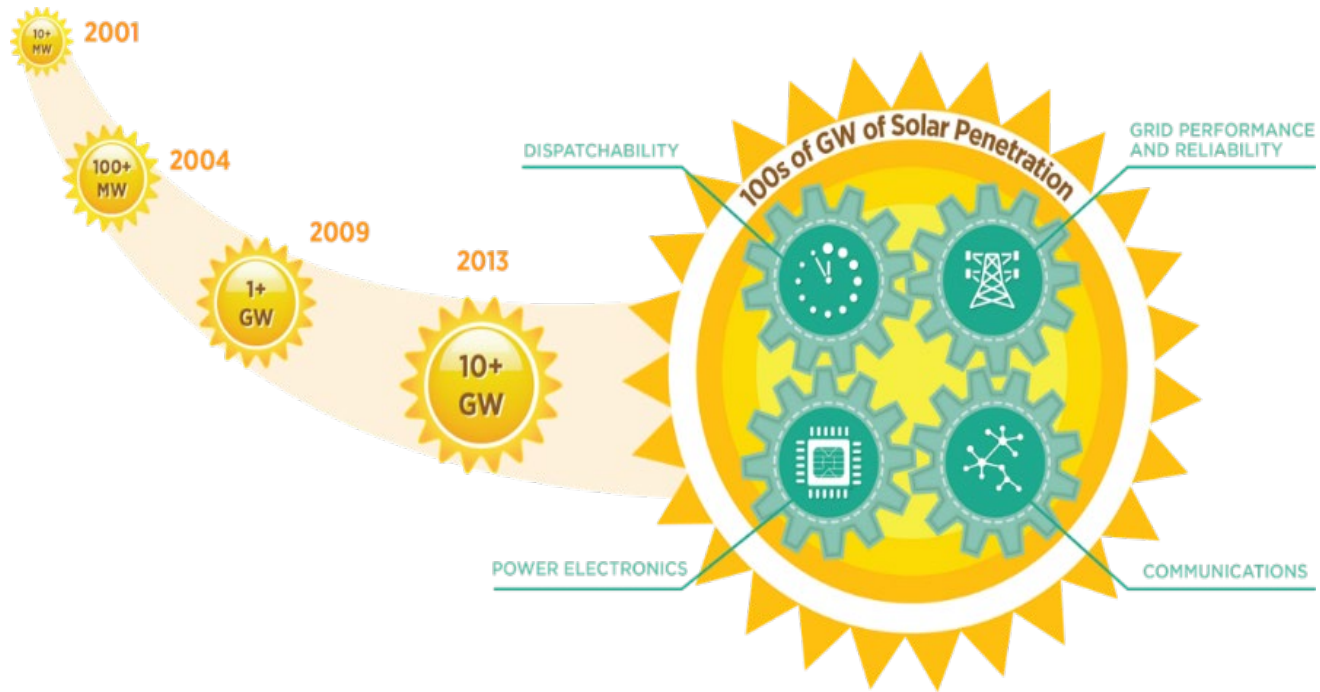 10+
MW
2001
100+
MW
2004
1+
GW
2009
2013
10+
GW
100s of GW of Solar Penetration
DISPATCHABILITY
GRID PERFORMANCE
AND RELIABILITY
POWER ELECTRONICS
COMMUNICATIONS